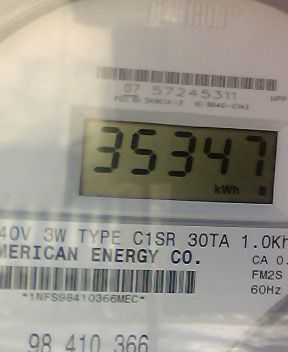 CENTRON
07 57245311
35347
kWh
40V 3W TYPE C1SR 30TA 1.0Kh
MERICAN ENERGY CO.
CA 0.
FM2S
*1NFS98410366MEC*
60Hz
98 410 366